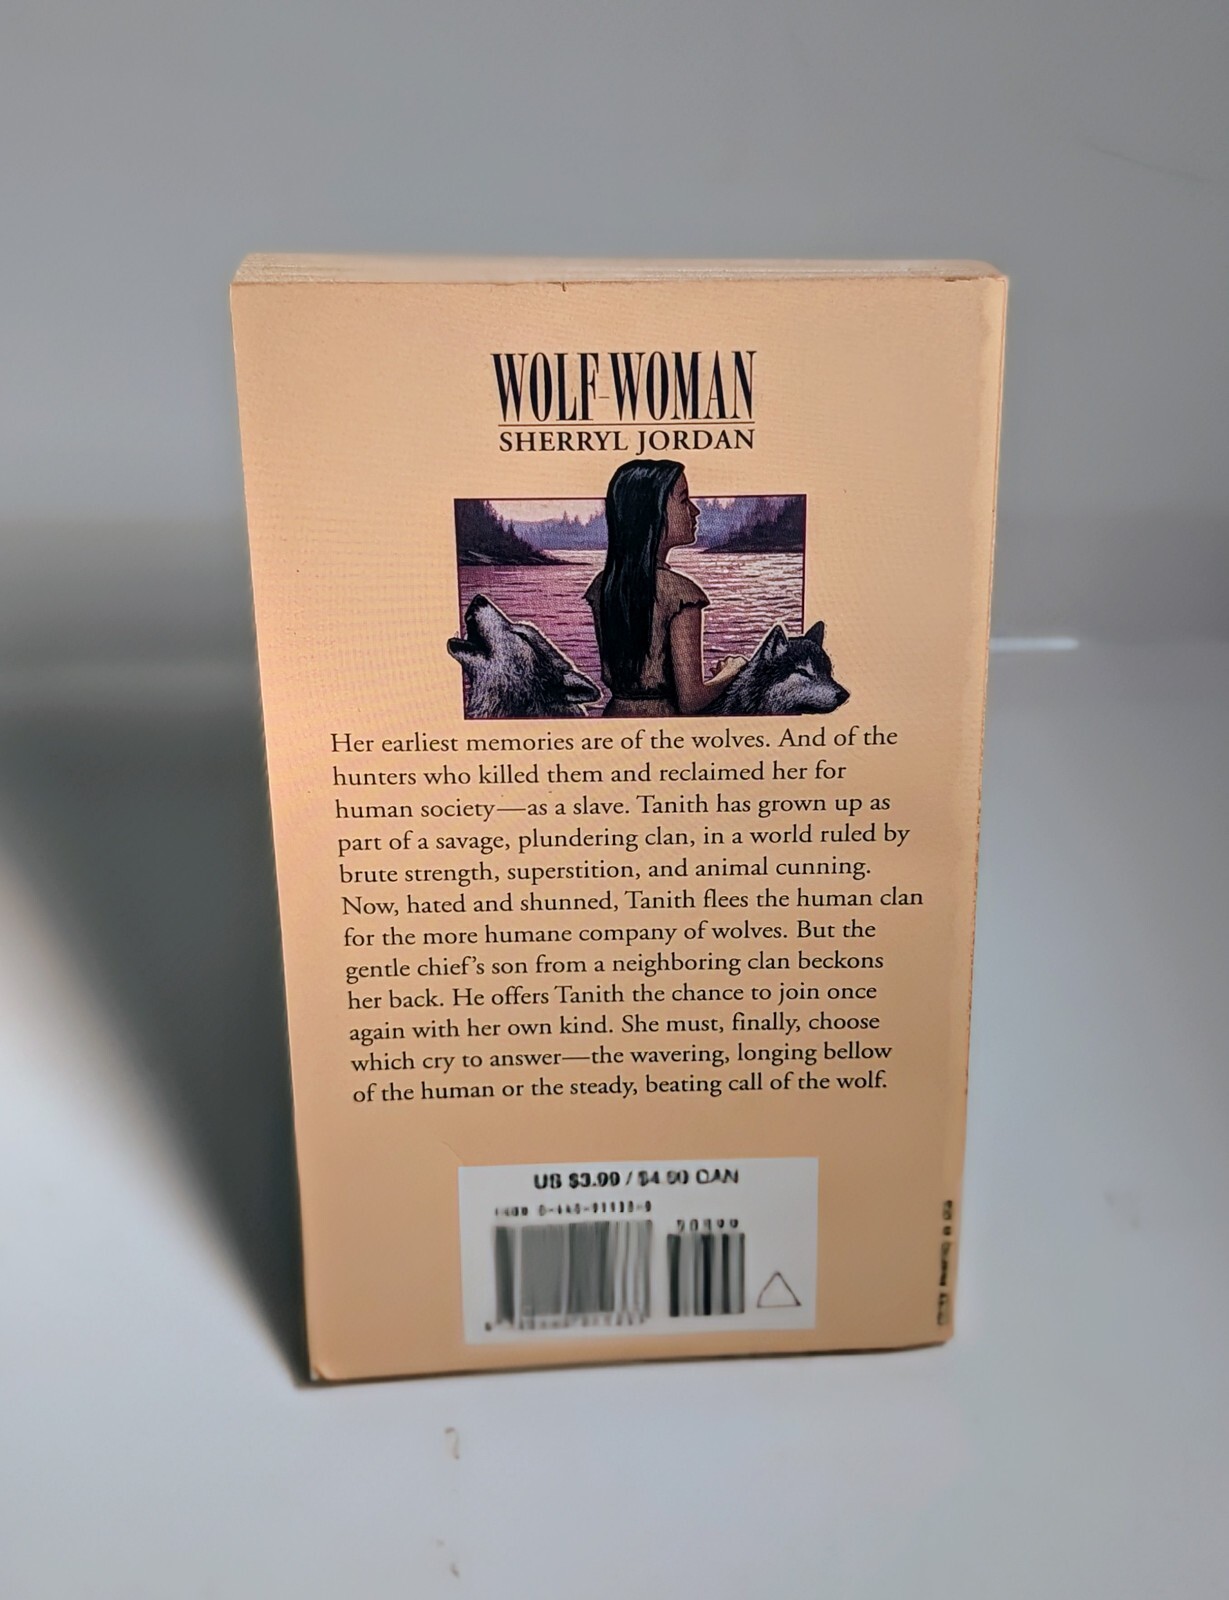 WOLF-WOMAN
SHERRYL JORDAN
Her earliest memories are of the wolves. And of the
hunters who killed them and reclaimed her for
human society—as a slave. Tanith has grown up as
part of a savage, plundering clan, in a world ruled by
brute strength, superstition, and animal cunning.
Now, hated and shunned, Tanith flees the human clan
for the more humane company of wolves. But the
gentle chief's son from a neighboring clan beckons
her back. He offers Tanith the chance to join once
again with her own kind. She must, finally, choose
which cry to answer—the wavering, longing bellow
of the human or the steady, beating call of the wolf.
US $3.99 / $4.90 CAN